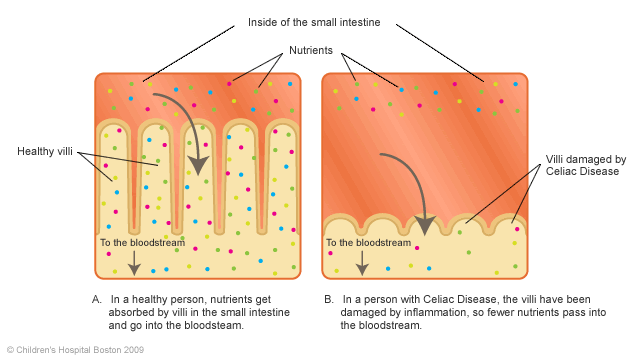 Inside of the small intestine
Nutrients
Healthy villi
Villi damaged by
Celiac Disease
To the bloodstream
To the bloodstream
A. In a healthy person, nutrients get
absorbed by villi in the small intestine
and go into the bloodsteam.
B. In a person with Celiac Disease, the villi have been
damaged by inflammation, so fewer nutrients pass into
the bloodstream.
© Children's Hospital Boston 2009